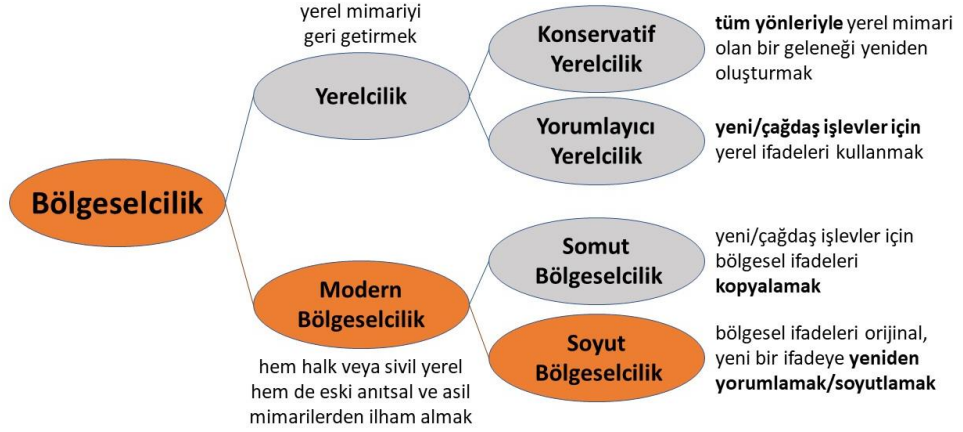 Bölgeselcilik
yerel mimariyi
geri getirmek
Yerelcilik
Konservatif
Yerelcilik
tüm yönleriyle yerel mimari
olan bir geleneği yeniden
oluşturmak
Yorumlayıcı
Yerelcilik
yeni/çağdaş işlevler için
yerel ifadeleri kullanmak
Modern
Bölgeselcilik
hem halk veya sivil yerel
hem de eski anıtsal ve asil
mimarilerden ilham almak
Somut
Bölgeselcilik
yeni/çağdaş işlevler için
bölgesel ifadeleri
kopyalamak
Soyut
Bölgeselcilik
bölgesel ifadeleri orijinal,
yeni bir ifadeye yeniden
yorumlamak/soyutlamak